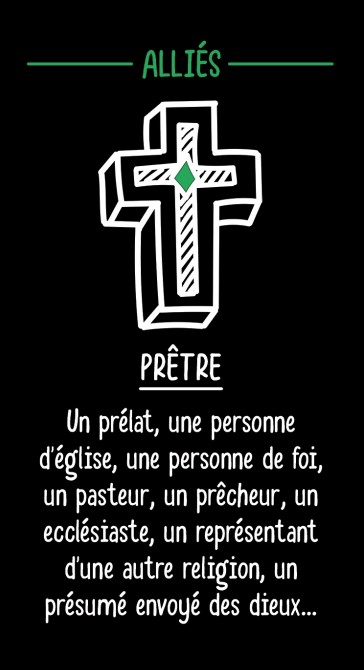 ALLIÉS
PRÊTRE
Un prélat, une personne
d'église, une personne de foi,
un pasteur, un prêcheur, un
ecclésiaste, un représentant
d'une autre religion, un
présumé envoyé des dieux...